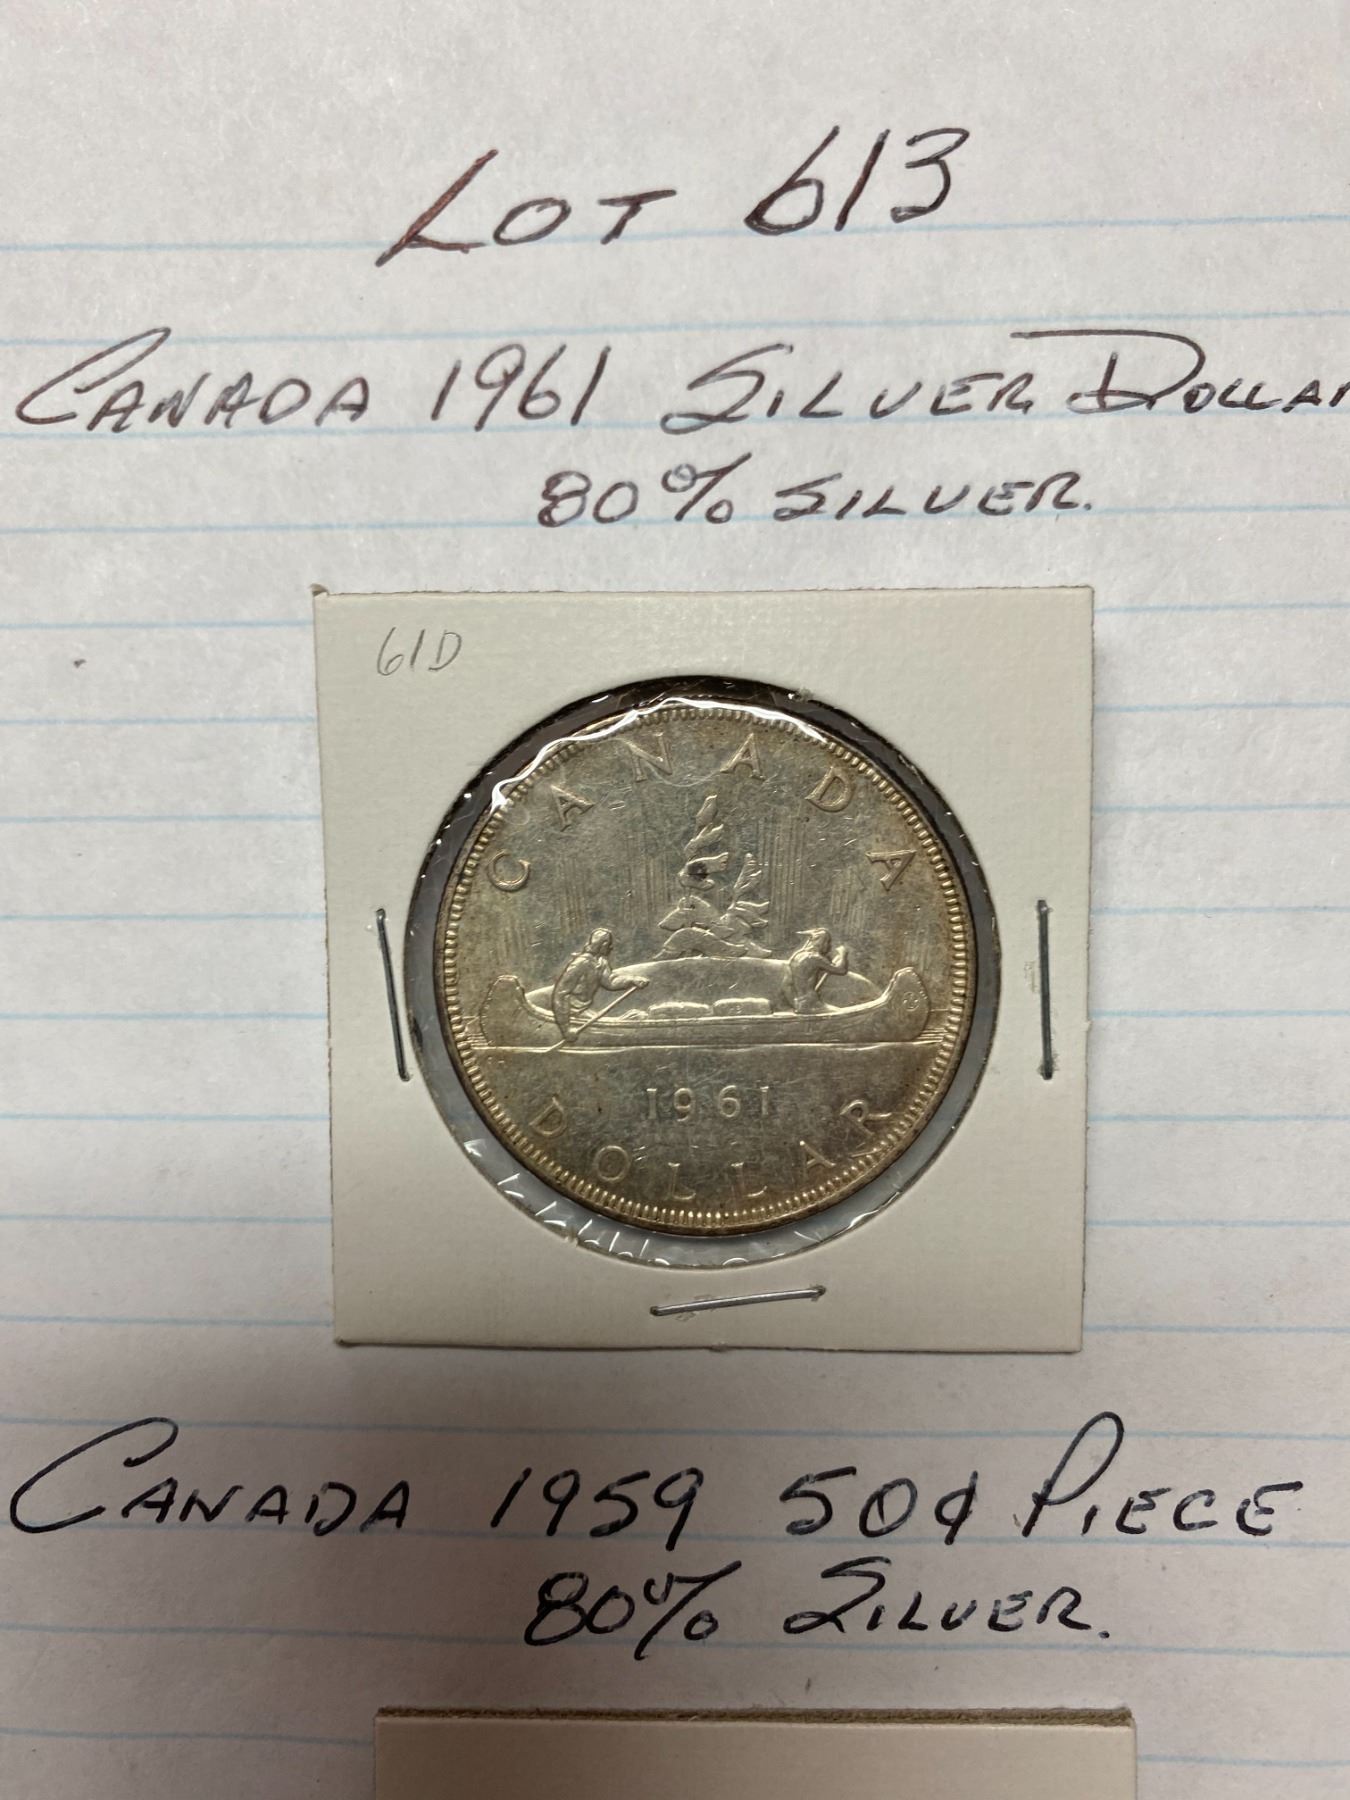 LOT 613
CANADA 1961 SILVER DOLLAR
80% SILVER.
61D
CANADA
1961
DOLLAR
CANADA 1959 50¢ PIECE
80% SILVER.